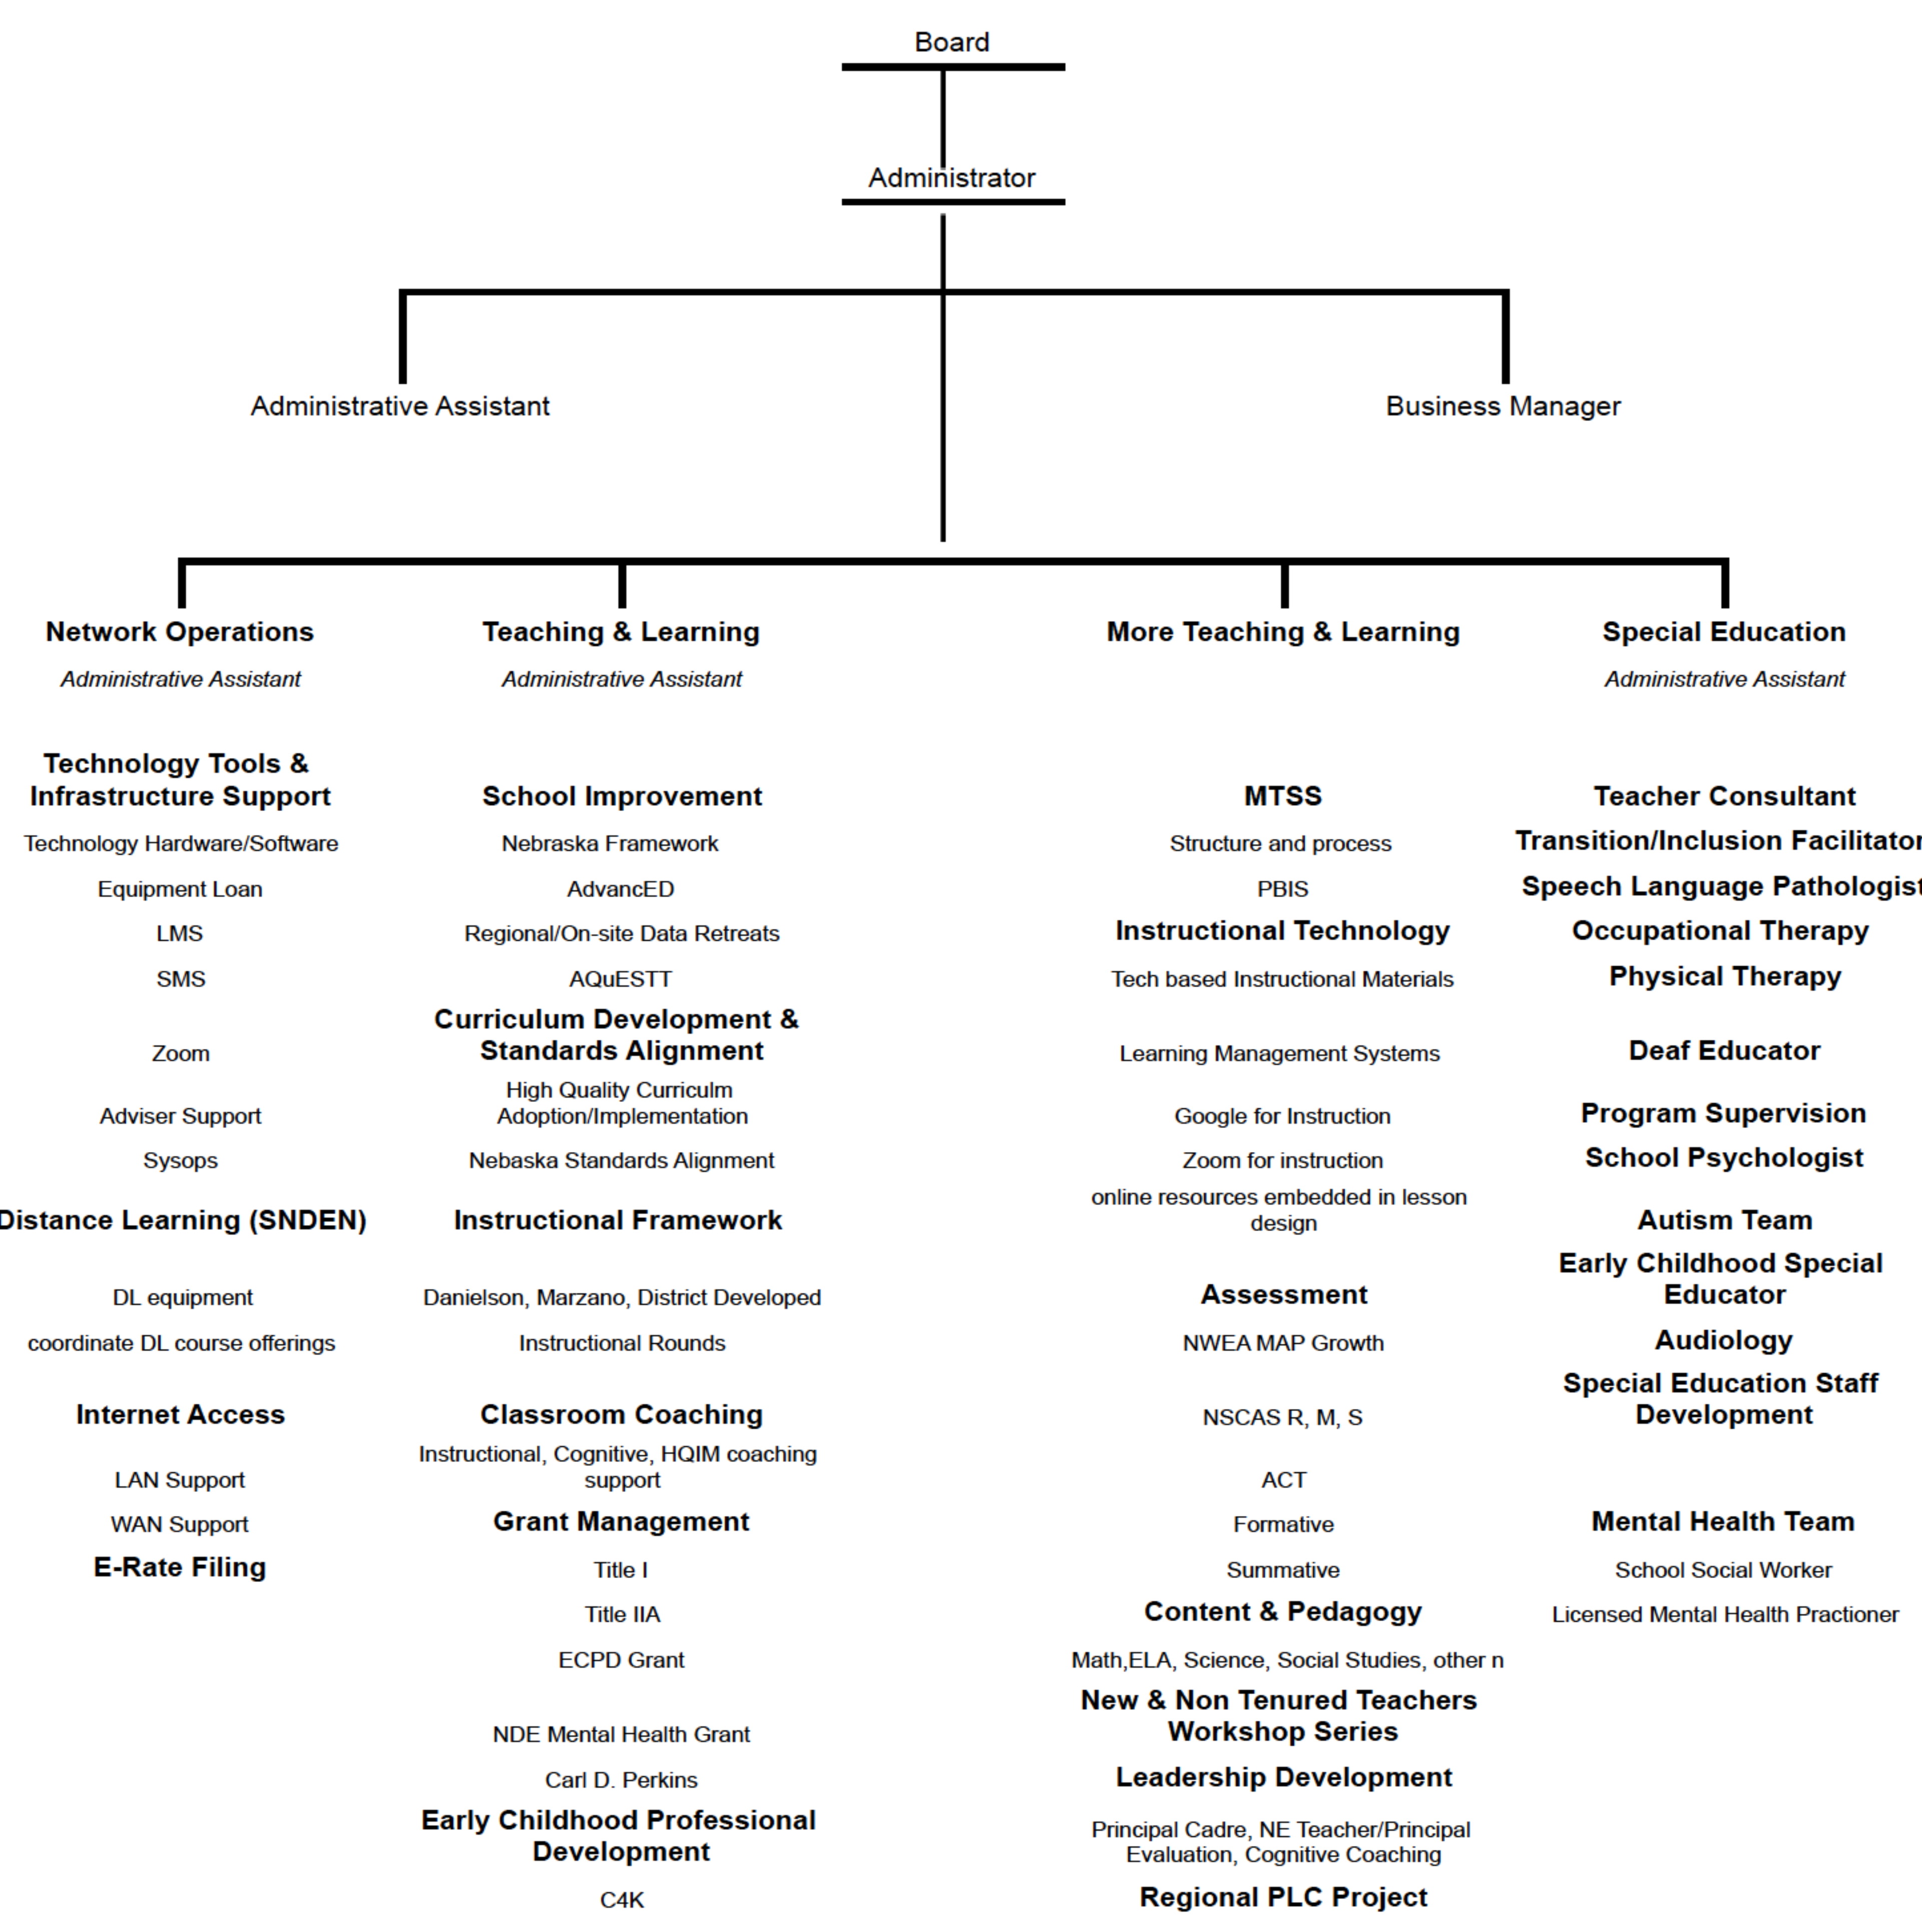 Board
Administrator
Administrative Assistant
Business Manager
Network Operations
Administrative Assistant
Technology Tools &
Infrastructure Support
Technology Hardware/Software
Equipment Loan
LMS
SMS
Zoom
Adviser Support
Sysops
Distance Learning (SNDEN)
DL equipment
coordinate DL course offerings
Internet Access
LAN Support
WAN Support
E-Rate Filing
Teaching & Learning
Administrative Assistant
School Improvement
Nebraska Framework
AdvancED
Regional/On-site Data Retreats
AQuESTT
Curriculum Development &
Standards Alignment
High Quality Curriculm
Adoption/Implementation
Nebaska Standards Alignment
Instructional Framework
Danielson, Marzano, District Developed
Instructional Rounds
Classroom Coaching
Instructional, Cognitive, HQIM coaching
support
Grant Management
Title I
Title IIA
ECPD Grant
NDE Mental Health Grant
Carl D. Perkins
Early Childhood Professional
Development
C4K
More Teaching & Learning
MTSS
Structure and process
PBIS
Instructional Technology
Tech based Instructional Materials
Learning Management Systems
Google for Instruction
Zoom for instruction
online resources embedded in lesson
design
Assessment
NWEA MAP Growth
NSCAS R, M, S
ACT
Formative
Summative
Content & Pedagogy
Math,ELA, Science, Social Studies, other n
New & Non Tenured Teachers
Workshop Series
Leadership Development
Principal Cadre, NE Teacher/Principal
Evaluation, Cognitive Coaching
Regional PLC Project
Special Education
Administrative Assistant
Teacher Consultant
Transition/Inclusion Facilitator
Speech Language Pathologist
Occupational Therapy
Physical Therapy
Deaf Educator
Program Supervision
School Psychologist
Autism Team
Early Childhood Special
Educator
Audiology
Special Education Staff
Development
Mental Health Team
School Social Worker
Licensed Mental Health Practioner